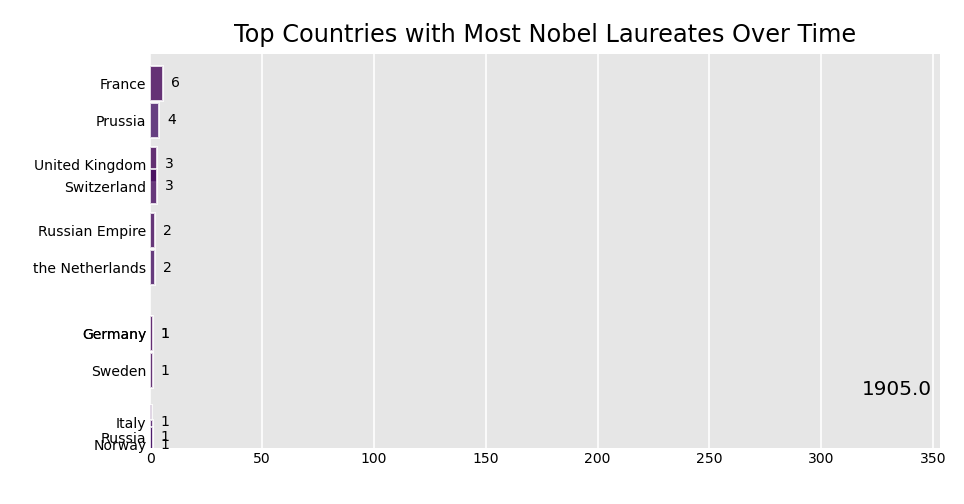 Top Countries with Most Nobel Laureates Over Time
France 6
Prussia 4
United Kingdom 3
Switzerland 3
Russian Empire 2
the Netherlands 2
Germany 1
Sweden 1
1905.0
Italy 1
Russia 1
Norway 1
0 50 100 150 200 250 300 350